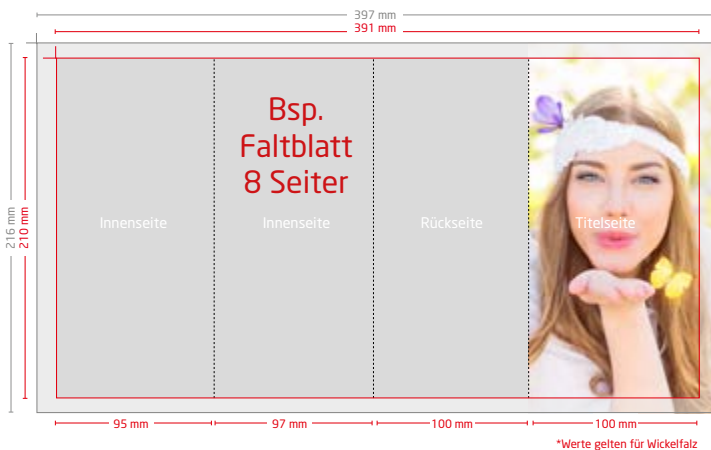 397 mm
391 mm
216 mm
210 mm
Bsp.
Faltblatt
8 Seiter
Innenseite
Innenseite
Rückseite
Titelseite
95 mm
97 mm
100 mm
100 mm
*Werte gelten für Wickelfalz